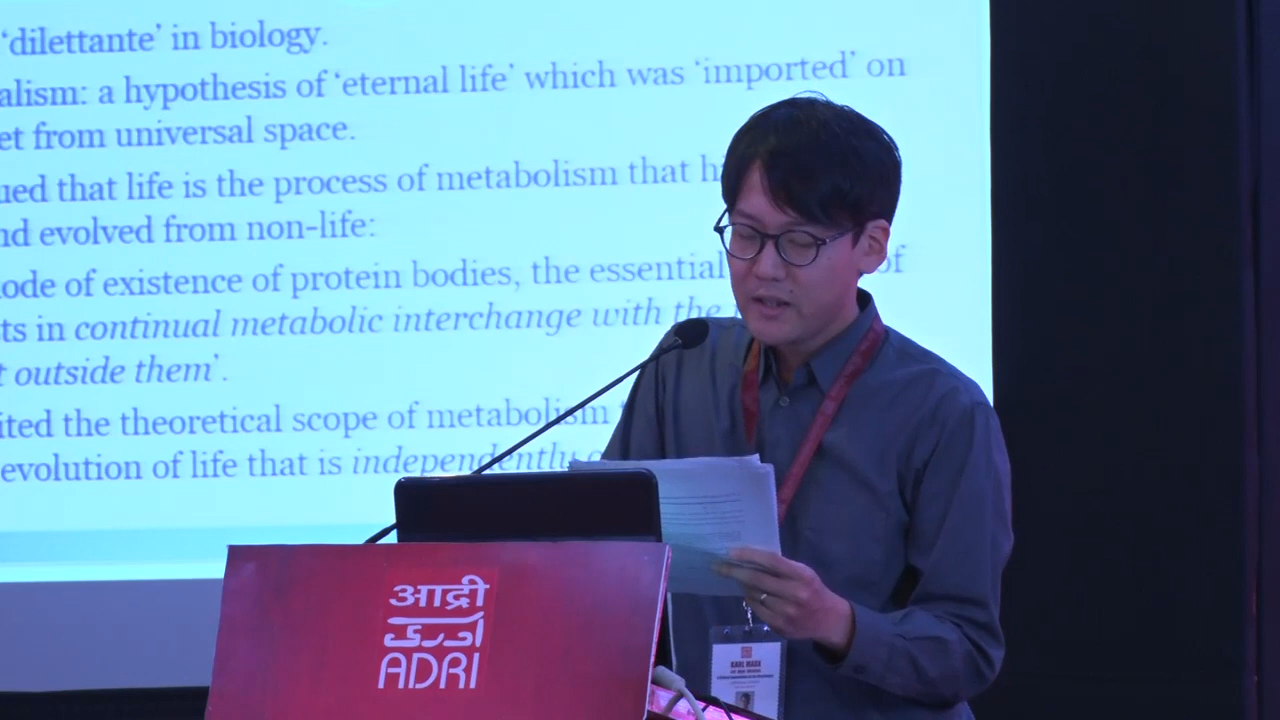 ‘dilettante’ in biology.
alism: a hypothesis of ‘eternal life’ which was ‘imported’ on
et from universal space.
ued that life is the process of metabolism that hi
nd evolved from non-life:
ode of existence of protein bodies, the essential of
ts in continual metabolic interchange with the
t outside them’.
ited the theoretical scope of metabolism
evolution of life that is independently
आद्री
ادری
ADRI
KARL MARX